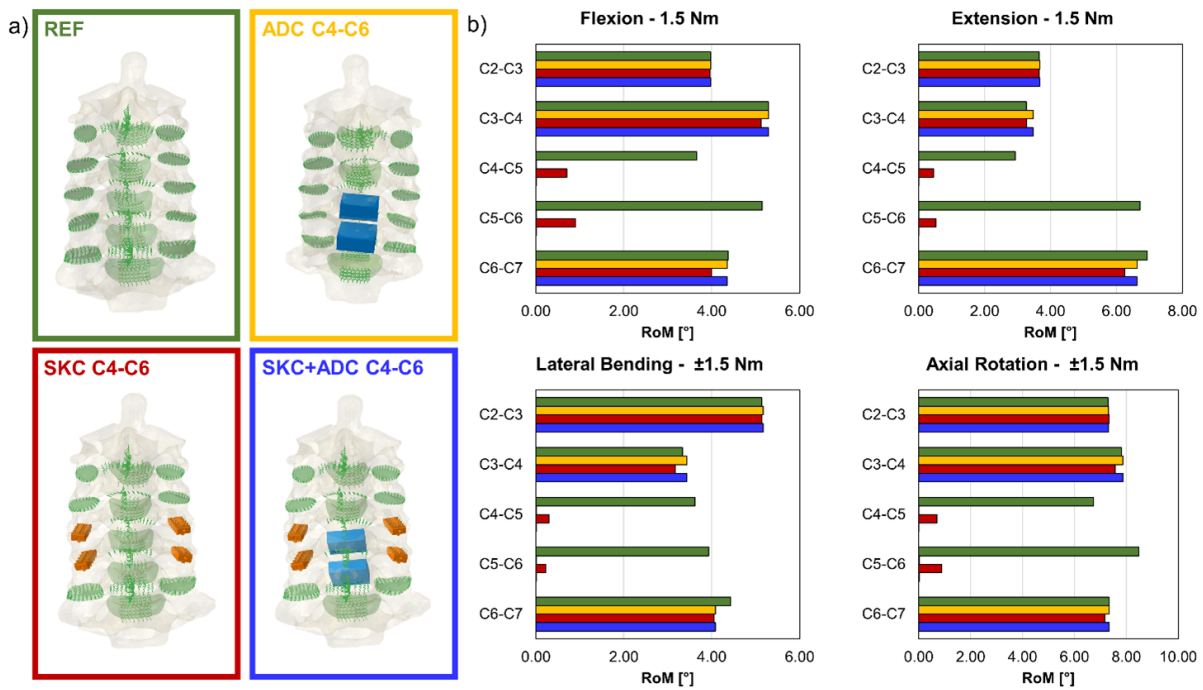 a)
REF
ADC C4-C6
SKC C4-C6
SKC+ADC C4-C6
b)
Flexion - 1.5 Nm
C2-C3
C3-C4
C4-C5
C5-C6
C6-C7
0.00 2.00 4.00 6.00
RoM [°]
Extension - 1.5 Nm
C2-C3
C3-C4
C4-C5
C5-C6
C6-C7
0.00 2.00 4.00 6.00 8.00
RoM [°]
Lateral Bending - ±1.5 Nm
C2-C3
C3-C4
C4-C5
C5-C6
C6-C7
0.00 2.00 4.00 6.00
RoM [°]
Axial Rotation - ±1.5 Nm
C2-C3
C3-C4
C4-C5
C5-C6
C6-C7
0.00 2.00 4.00 6.00 8.00 10.00
RoM [°]